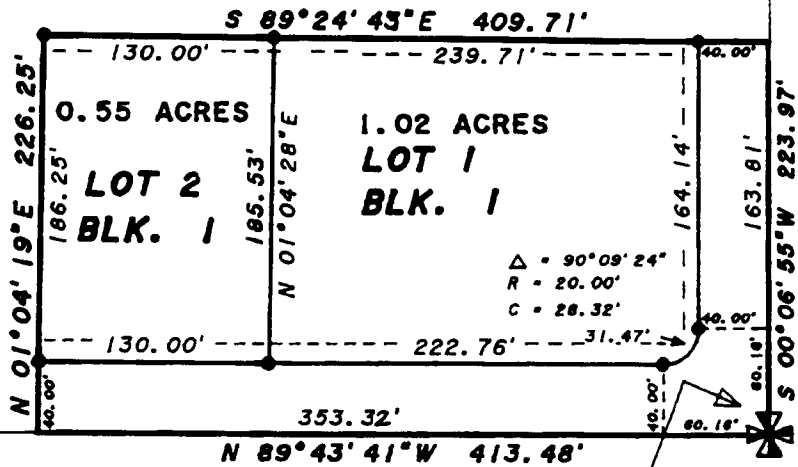 S 89°24'43"E 409.71'
130.00'
239.71'
40.00'
0.55 ACRES
1.02 ACRES
LOT 2
BLK. 1
LOT 1
BLK. 1
N 01°04'19"E 226.25'
186.25'
185.53'
N 01°04'28"E
164.14'
163.81'
S 00°06'55"W 223.97'
Δ = 90°09'24"
R = 20.00'
C = 28.32'
40.00'
31.47'
130.00'
222.76'
60.16'
40.00'
353.32'
40.00'
60.16'
N 89°43'41"W 413.48'